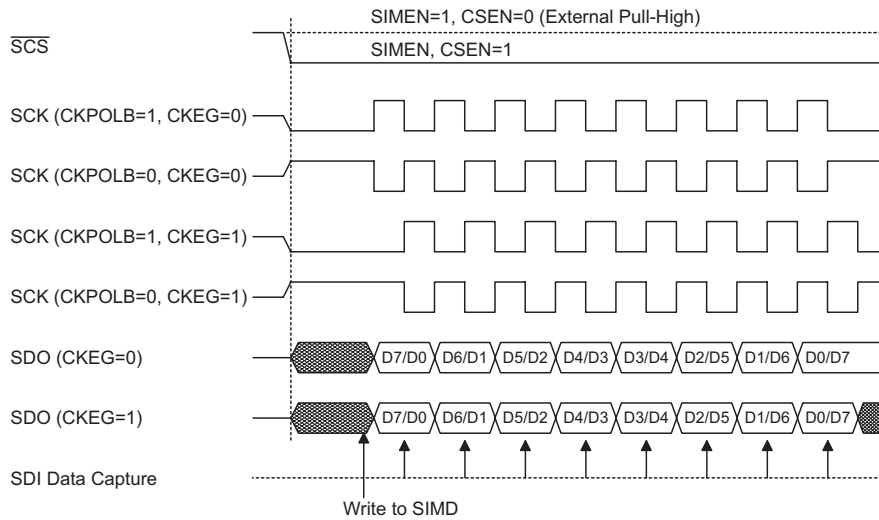 SIMEN=1, CSEN=0 (External Pull-High)
SCS
SIMEN, CSEN=1
SCK (CKPOLB=1, CKEG=0)
SCK (CKPOLB=0, CKEG=0)
SCK (CKPOLB=1, CKEG=1)
SCK (CKPOLB=0, CKEG=1)
SDO (CKEG=0) D7/D0 D6/D1 D5/D2 D4/D3 D3/D4 D2/D5 D1/D6 D0/D7
SDO (CKEG=1) D7/D0 D6/D1 D5/D2 D4/D3 D3/D4 D2/D5 D1/D6 D0/D7
SDI Data Capture
Write to SIMD